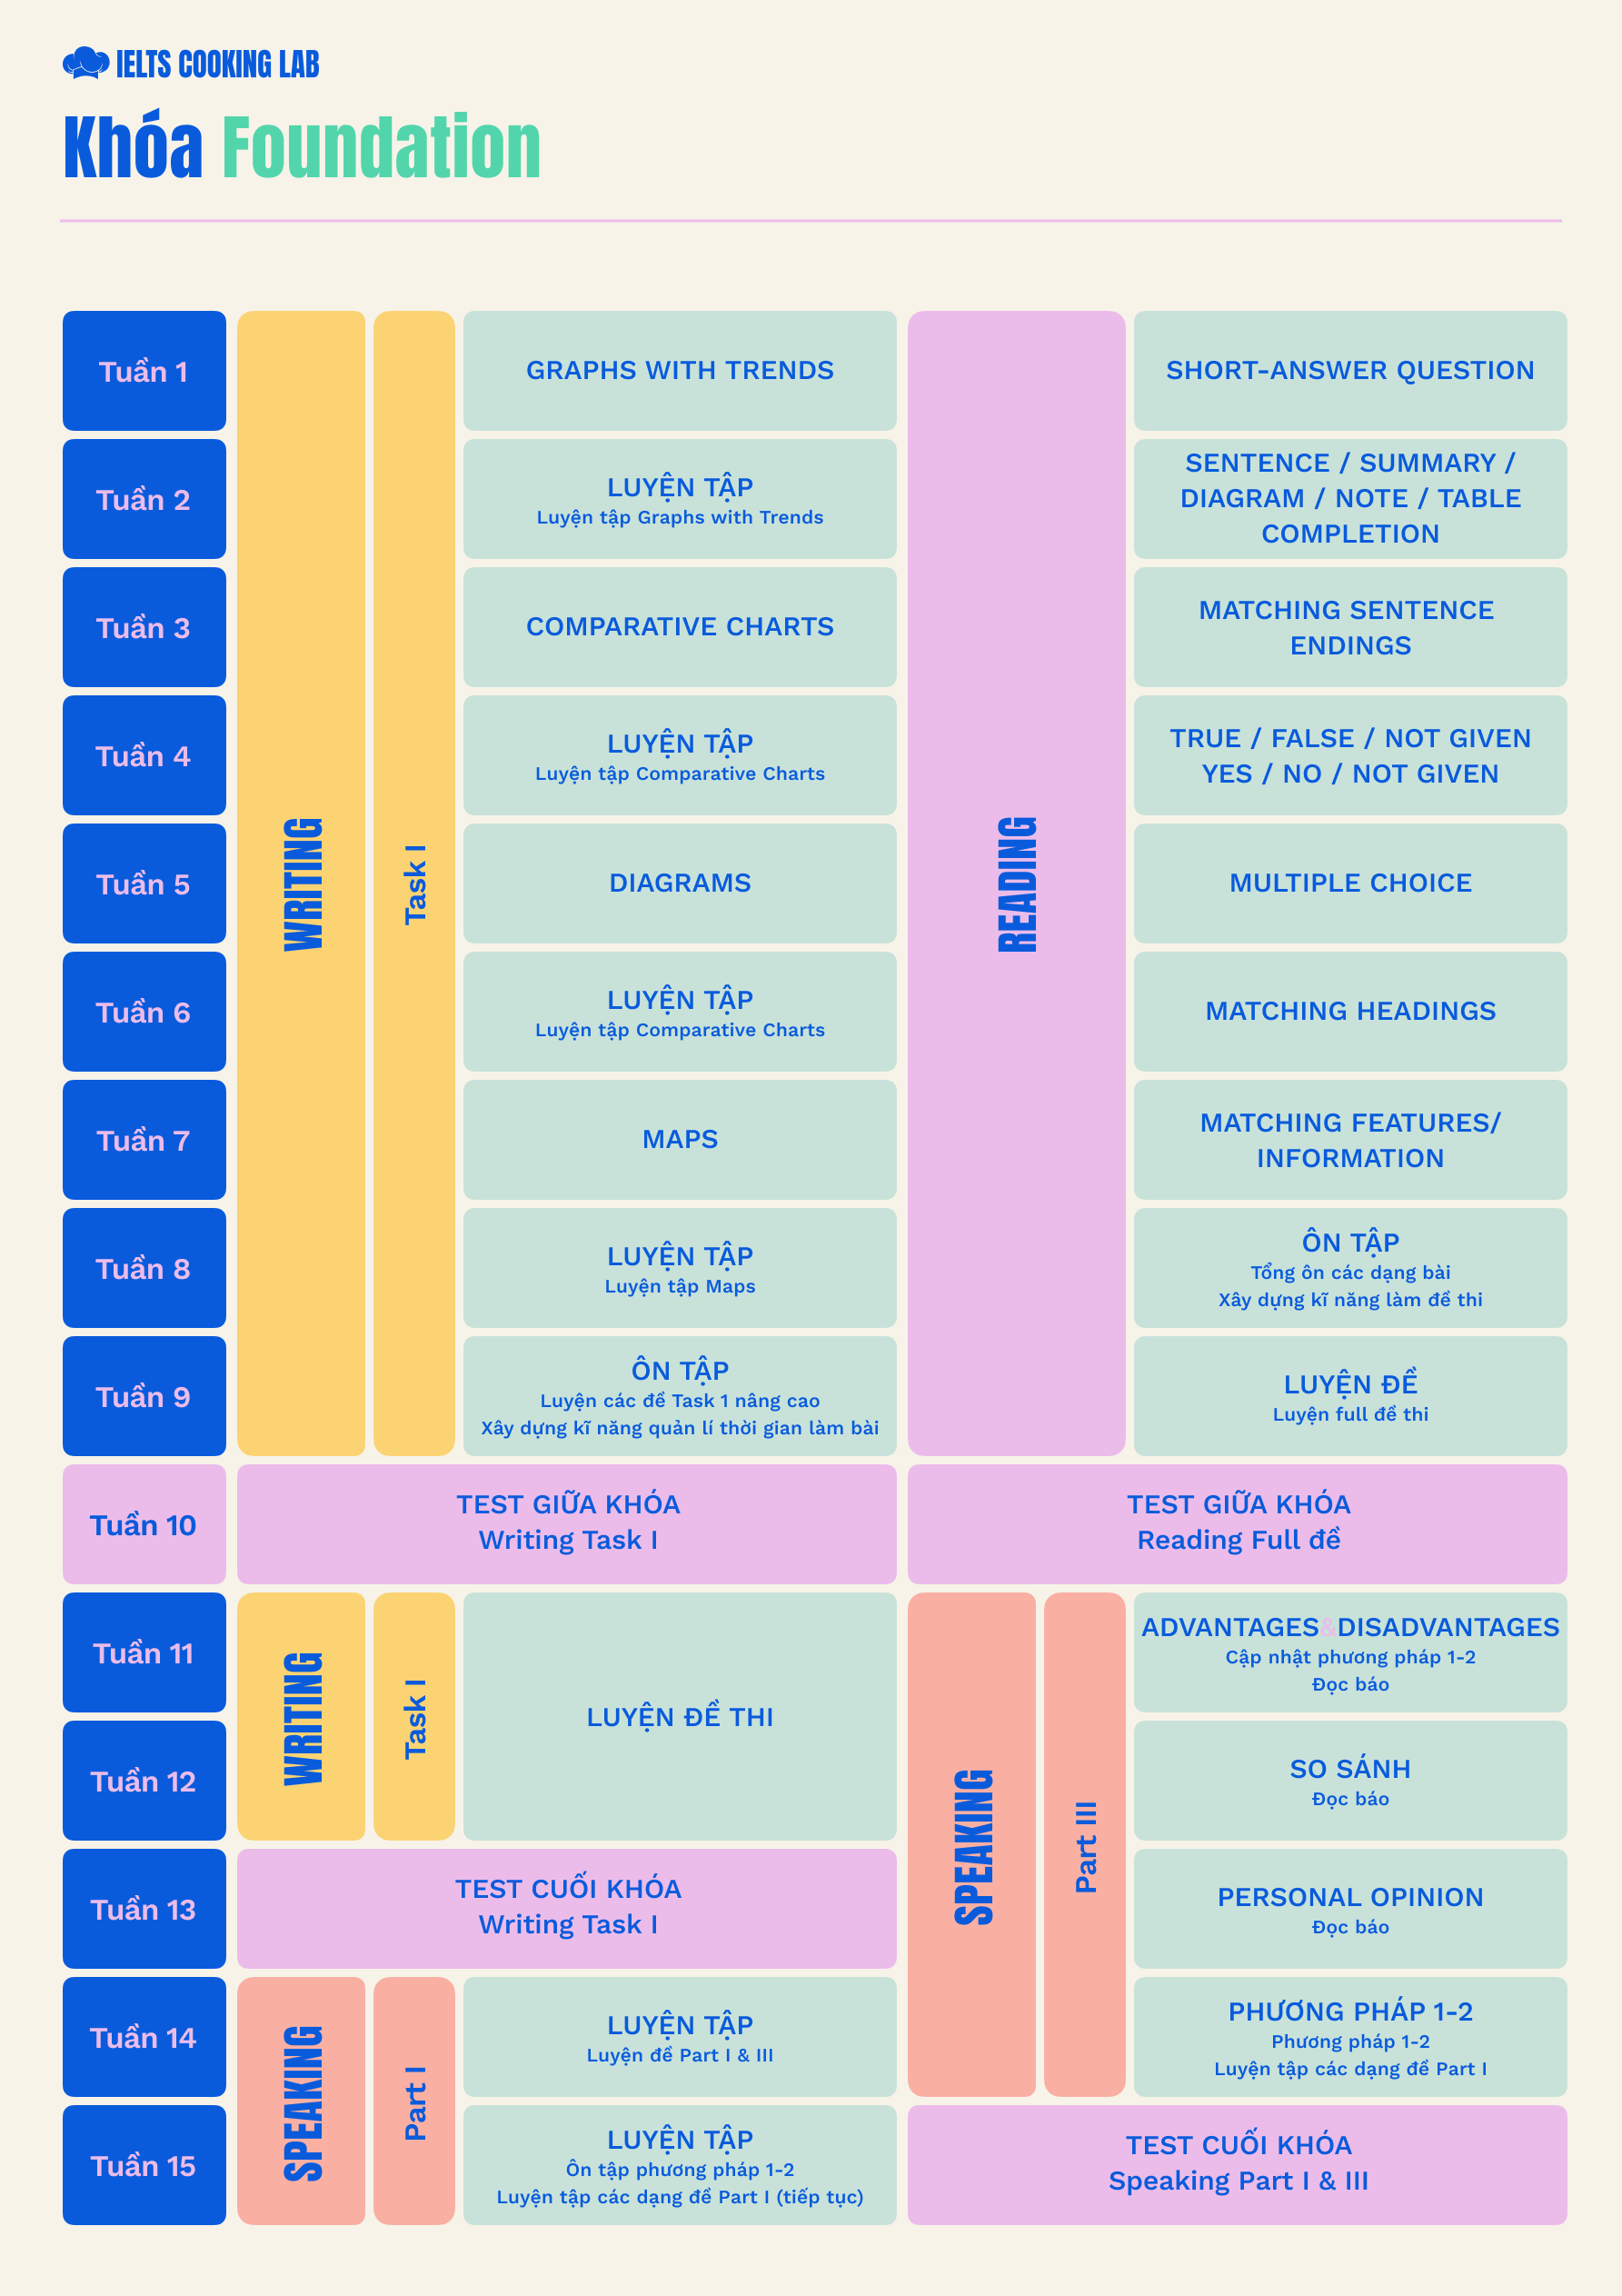 IELTS COOKING LAB
Khóa Foundation
Tuần 1
WRITING
Task I
GRAPHS WITH TRENDS
READING
SHORT-ANSWER QUESTION
Tuần 2
LUYỆN TẬP
Luyện tập Graphs with Trends
SENTENCE / SUMMARY /
DIAGRAM / NOTE / TABLE
COMPLETION
Tuần 3
COMPARATIVE CHARTS
MATCHING SENTENCE
ENDINGS
Tuần 4
LUYỆN TẬP
Luyện tập Comparative Charts
TRUE / FALSE / NOT GIVEN
YES / NO / NOT GIVEN
Tuần 5
DIAGRAMS
MULTIPLE CHOICE
Tuần 6
LUYỆN TẬP
Luyện tập Comparative Charts
MATCHING HEADINGS
Tuần 7
MAPS
MATCHING FEATURES/
INFORMATION
Tuần 8
LUYỆN TẬP
Luyện tập Maps
ÔN TẬP
Tổng ôn các dạng bài
Xây dựng kĩ năng làm đề thi
Tuần 9
ÔN TẬP
Luyện các đề Task 1 nâng cao
Xây dựng kĩ năng quản lí thời gian làm bài
LUYỆN ĐỀ
Luyện full đề thi
Tuần 10
TEST GIỮA KHÓA
Writing Task I
TEST GIỮA KHÓA
Reading Full đề
Tuần 11
WRITING
Task I
LUYỆN ĐỀ THI
SPEAKING
Part III
ADVANTAGES&DISADVANTAGES
Cập nhật phương pháp 1-2
Đọc báo
Tuần 12
SO SÁNH
Đọc báo
Tuần 13
TEST CUỐI KHÓA
Writing Task I
PERSONAL OPINION
Đọc báo
Tuần 14
SPEAKING
Part I
LUYỆN TẬP
Luyện đề Part I & III
PHƯƠNG PHÁP 1-2
Phương pháp 1-2
Luyện tập các dạng đề Part I
Tuần 15
LUYỆN TẬP
Ôn tập phương pháp 1-2
Luyện tập các dạng đề Part I (tiếp tục)
TEST CUỐI KHÓA
Speaking Part I & III